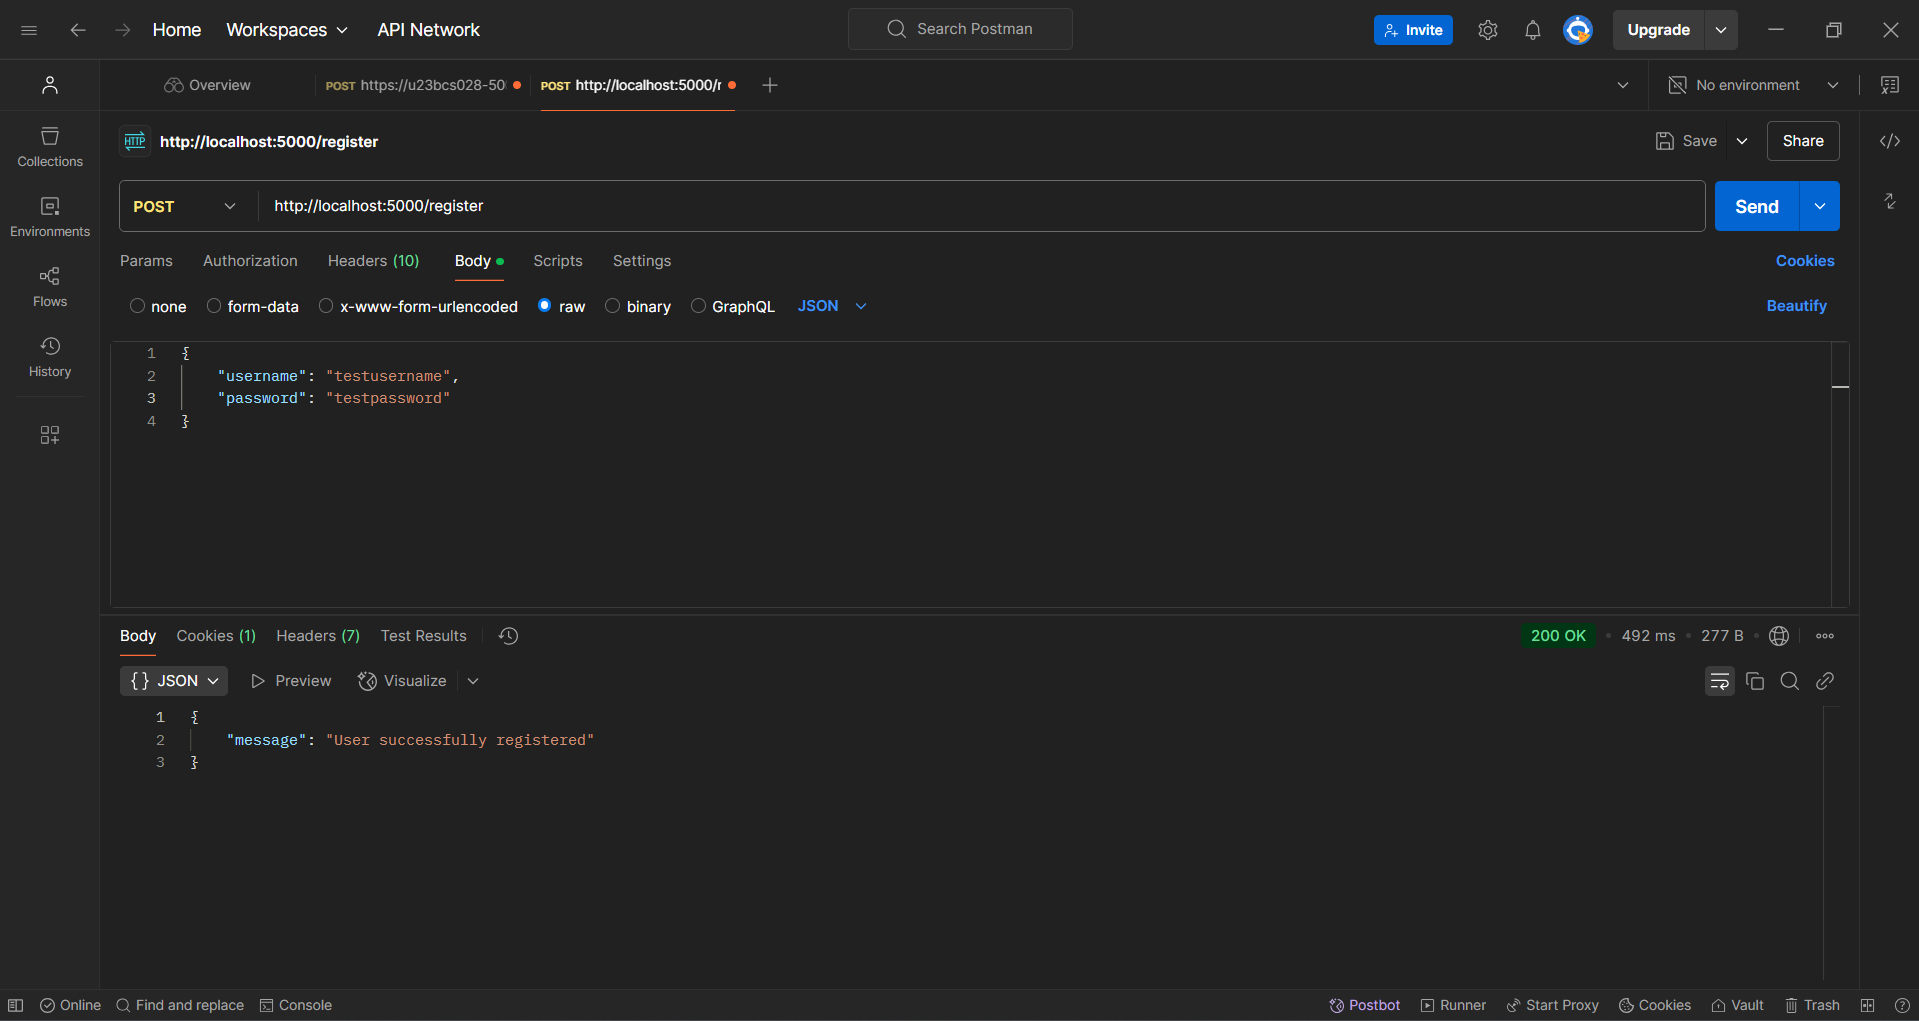 Home Workspaces API Network Search Postman Invite Upgrade
Overview POST https://u23bcs028-50 POST http://localhost:5000/r No environment
HTTP http://localhost:5000/register Save Share
POST http://localhost:5000/register Send
Params Authorization Headers (10) Body Scripts Settings Cookies
none form-data x-www-form-urlencoded raw binary GraphQL JSON Beautify
Collections
Environments
Flows
History
1 {
2 "username": "testusername",
3 "password": "testpassword"
4 }
Body Cookies (1) Headers (7) Test Results 200 OK • 492 ms • 277 B •
{} JSON Preview Visualize
1 {
2 "message": "User successfully registered"
3 }
Online Find and replace Console Postbot Runner Start Proxy Cookies Vault Trash